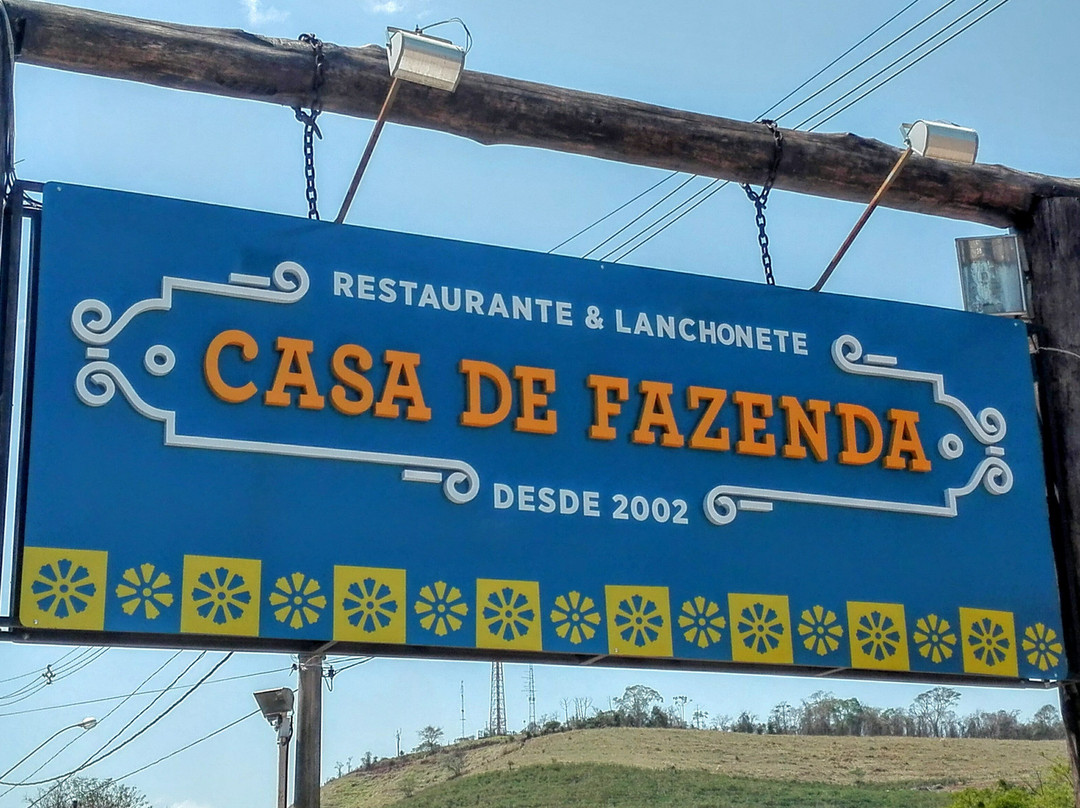 RESTAURANTE & LANCHONETE
CASA DE FAZENDA
DESDE 2002